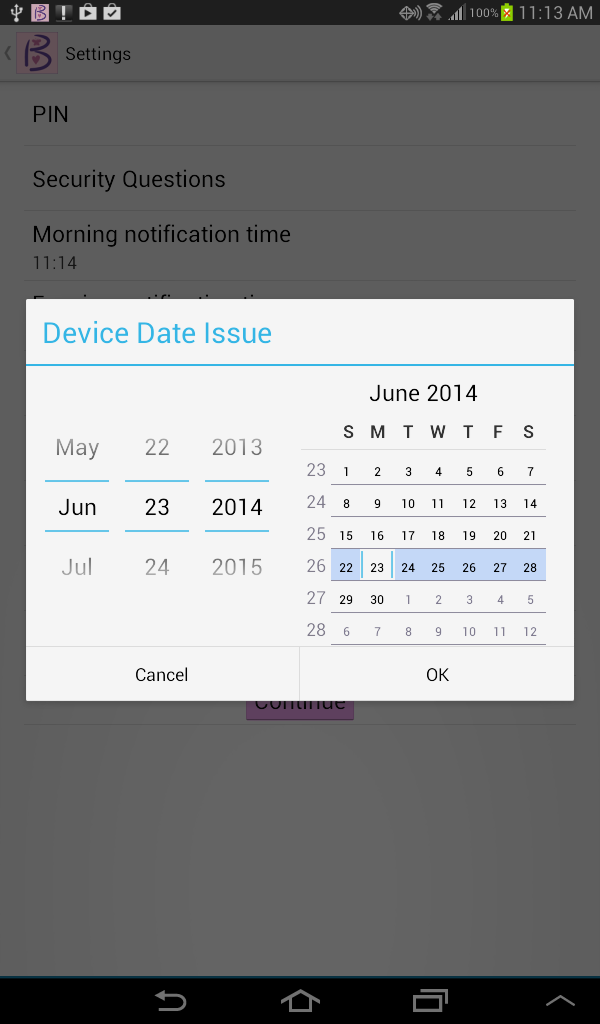 100% 11:13 AM
Settings
PIN
Security Questions
Morning notification time
11:14
Device Date Issue
June 2014
S M T W T F S
May 22 2013
23 1 2 3 4 5 6 7
24 8 9 10 11 12 13 14
Jun 23 2014
25 15 16 17 18 19 20 21
26 22 23 24 25 26 27 28
Jul 24 2015
27 29 30 1 2 3 4 5
28 6 7 8 9 10 11 12
Cancel OK
Continue